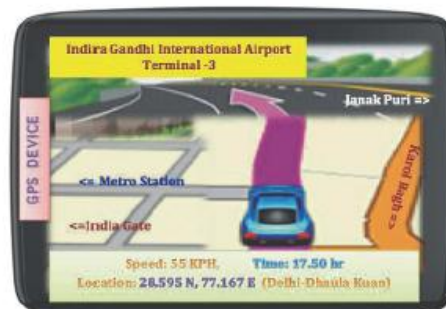 Indira Gandhi International Airport
Terminal -3
Janak Puri =>
GPS DEVICE
Karol Bagh =>
<= Metro Station
<=India Gate
Speed: 55 KPH, Time: 17.50 hr
Location: 28.595 N, 77.167 E (Delhi-Dhaula Kuan)